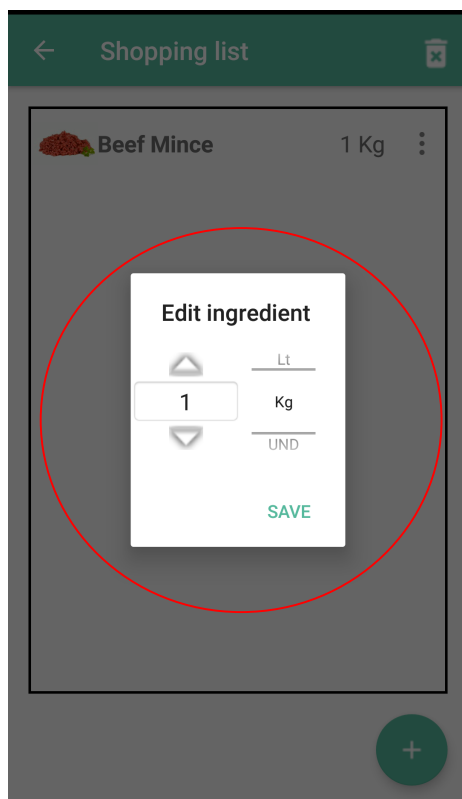 Shopping list
Beef Mince 1 Kg
Edit ingredient
Lt
1 Kg
UND
SAVE